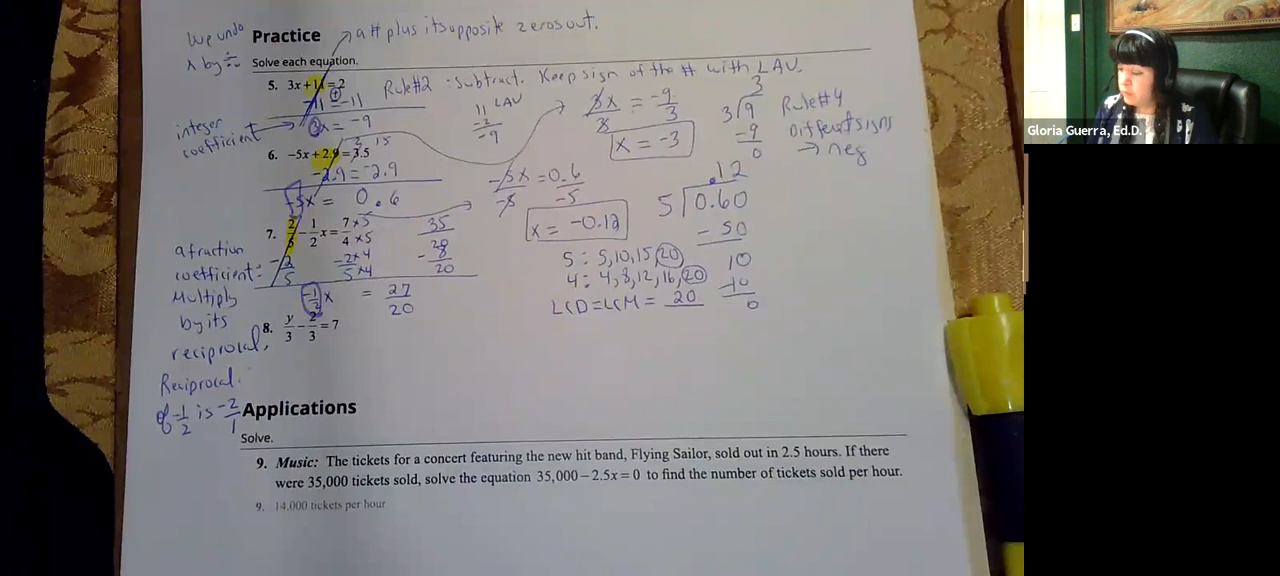 We undo
x by ÷.
Practice
a # plus its opposite zeros out.
Solve each equation.
5. 3x + 11 = 2
-11 = -11
3x = -9
Rule #2 - subtract. Keep sign of the # with LAV.
11 LAV
-2
-9
3x = -9
3 3
x = -3
3
3)9
-9
0
Rule #4
Different signs
→ neg
integer
coefficient
6. −5x + 2.9 = 3.5
-2.9 = -2.9
-5x = 0.6
-5x = 0.6
-5 -5
x = -0.12
.12
5)0.60
- 50
10
-10
0
7. 2/5 − 1/2 x = 7/4
x5
x5
-2/5
-2x4
5x4
35
20
- 8
20
-1/2 x = 27/20
5: 5,10,15,20
4: 4,8,12,16,20
LCD=LCM = 20
a fraction
coefficient:
Multiply
by its
reciprocal.
8. y/3 − 2/3 = 7
Reciprocal
of -1/2 is -2/1
Applications
Solve.
9. Music: The tickets for a concert featuring the new hit band, Flying Sailor, sold out in 2.5 hours. If there
were 35,000 tickets sold, solve the equation 35,000 − 2.5x = 0 to find the number of tickets sold per hour.
9. 14,000 tickets per hour
Gloria Guerra, Ed.D.